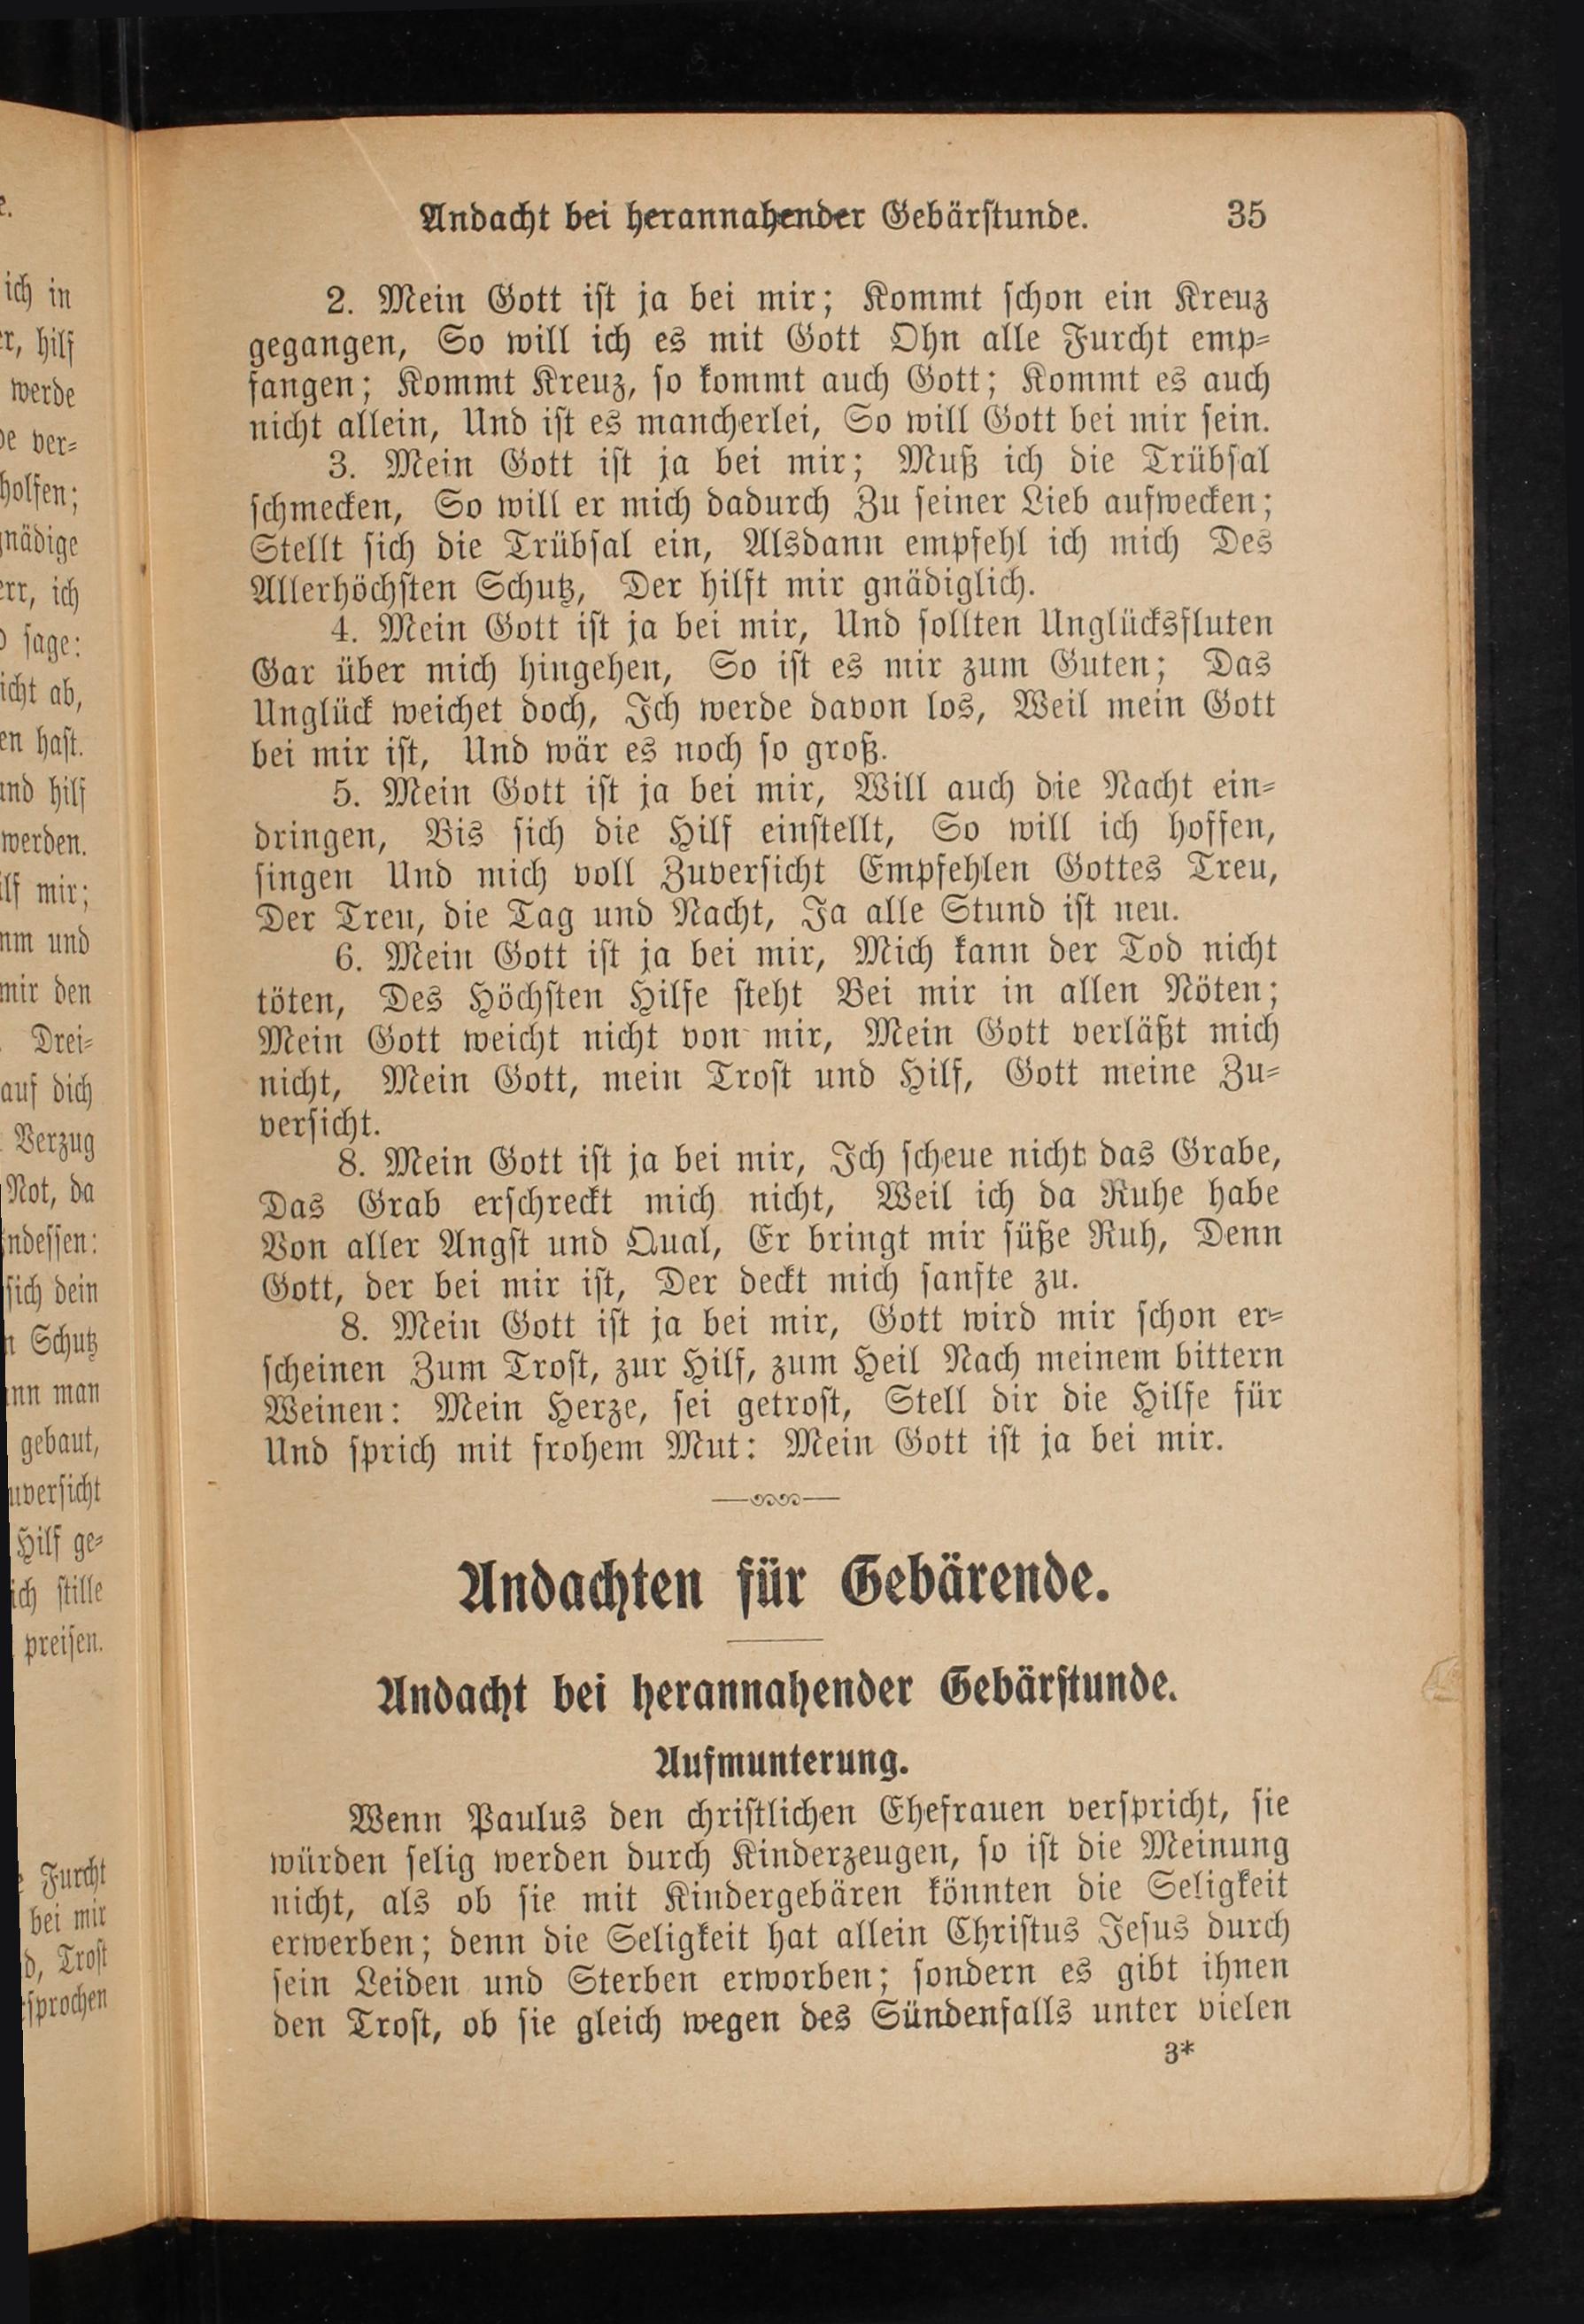 Andacht bei herannahender Gebärstunde. 35
2. Mein Gott ist ja bei mir; Kommt schon ein Kreuz
gegangen, So will ich es mit Gott Ohn alle Furcht emp-
fangen; Kommt Kreuz, so kommt auch Gott; Kommt es auch
nicht allein, Und ist es mancherlei, So will Gott bei mir sein.
3. Mein Gott ist ja bei mir; Muß ich die Trübsal
schmecken, So will er mich dadurch Zu seiner Lieb aufwecken;
Stellt sich die Trübsal ein, Alsdann empfehl ich mich Des
Allerhöchsten Schutz, Der hilft mir gnädiglich.
4. Mein Gott ist ja bei mir, Und sollten Unglücksfluten
Gar über mich hingehen, So ist es mir zum Guten; Das
Unglück weichet doch, Ich werde davon los, Weil mein Gott
bei mir ist, Und wär es noch so groß.
5. Mein Gott ist ja bei mir, Will auch die Nacht ein-
dringen, Bis sich die Hilf einstellt, So will ich hoffen,
singen Und mich voll Zuversicht Empfehlen Gottes Treu,
Der Treu, die Tag und Nacht, Ja alle Stund ist neu.
6. Mein Gott ist ja bei mir, Mich kann der Tod nicht
töten, Des Höchsten Hilfe steht Bei mir in allen Nöten;
Mein Gott weicht nicht von mir, Mein Gott verläßt mich
nicht, Mein Gott, mein Trost und Hilf, Gott meine Zu-
versicht.
8. Mein Gott ist ja bei mir, Ich scheue nicht das Grabe,
Das Grab erschreckt mich nicht, Weil ich da Ruhe habe
Von aller Angst und Qual, Er bringt mir süße Ruh, Denn
Gott, der bei mir ist, Der deckt mich sanfte zu.
8. Mein Gott ist ja bei mir, Gott wird mir schon er-
scheinen Zum Trost, zur Hilf, zum Heil Nach meinem bittern
Weinen: Mein Herze, sei getrost, Stell dir die Hilfe für
Und sprich mit frohem Mut: Mein Gott ist ja bei mir.
Andachten für Gebärende.
Andacht bei herannahender Gebärstunde.
Aufmunterung.
Wenn Paulus den christlichen Ehefrauen verspricht, sie
würden selig werden durch Kinderzeugen, so ist die Meinung
nicht, als ob sie mit Kindergebären könnten die Seligkeit
erwerben; denn die Seligkeit hat allein Christus Jesus durch
sein Leiden und Sterben erworben; sondern es gibt ihnen
den Trost, ob sie gleich wegen des Sündenfalls unter vielen
3*